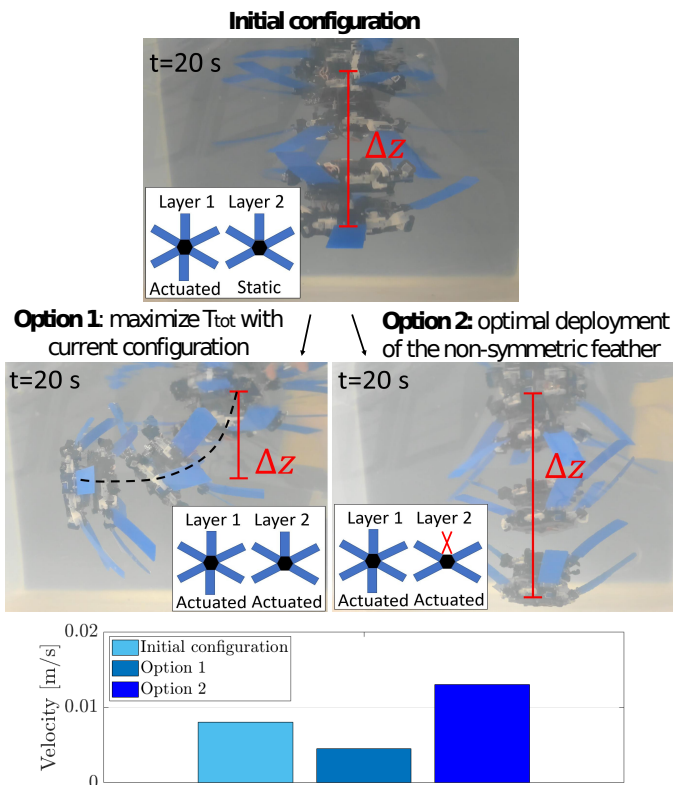 Initial configuration
t=20 s
Δz
Layer 1 Layer 2
Actuated Static
Option 1: maximize Ttot with
current configuration
Option 2: optimal deployment
of the non-symmetric feather
t=20 s
Δz
Layer 1 Layer 2
Actuated Actuated
t=20 s
Δz
Layer 1 Layer 2
Actuated Actuated
Velocity [m/s]
0.02
0.01
0
Initial configuration
Option 1
Option 2